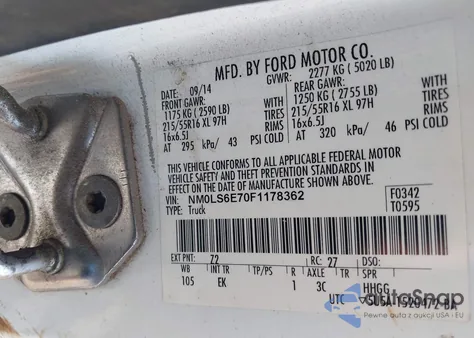 MFD. BY FORD MOTOR CO.
DATE: 09/14 GVWR: 2277 KG ( 5020 LB)
FRONT GAWR: REAR GAWR:
1175 KG ( 2590 LB) WITH 1250 KG ( 2755 LB) WITH
215/55R16 XL 97H TIRES 215/55R16 XL 97H TIRES
16x6.5J RIMS 16x6.5J RIMS
AT 295 kPa/ 43 PSI COLD AT 320 kPa/ 46 PSI COLD
THIS VEHICLE CONFORMS TO ALL APPLICABLE FEDERAL MOTOR
VEHICLE SAFETY STANDARDS IN EFFECT ON THE DATE OF MANUFACTURE SHOWN ABOVE.
VIN: NM0LS6E70F1178362 F0342
TYPE: Truck T0595
EXT PNT: Z2 RC: 27 DSO:
WB INT TR TP/PS R AXLE TR SPR
105 EK 1 3C HHGG
UTC
AutoSnap
Pewne auta z aukcji USA & EU